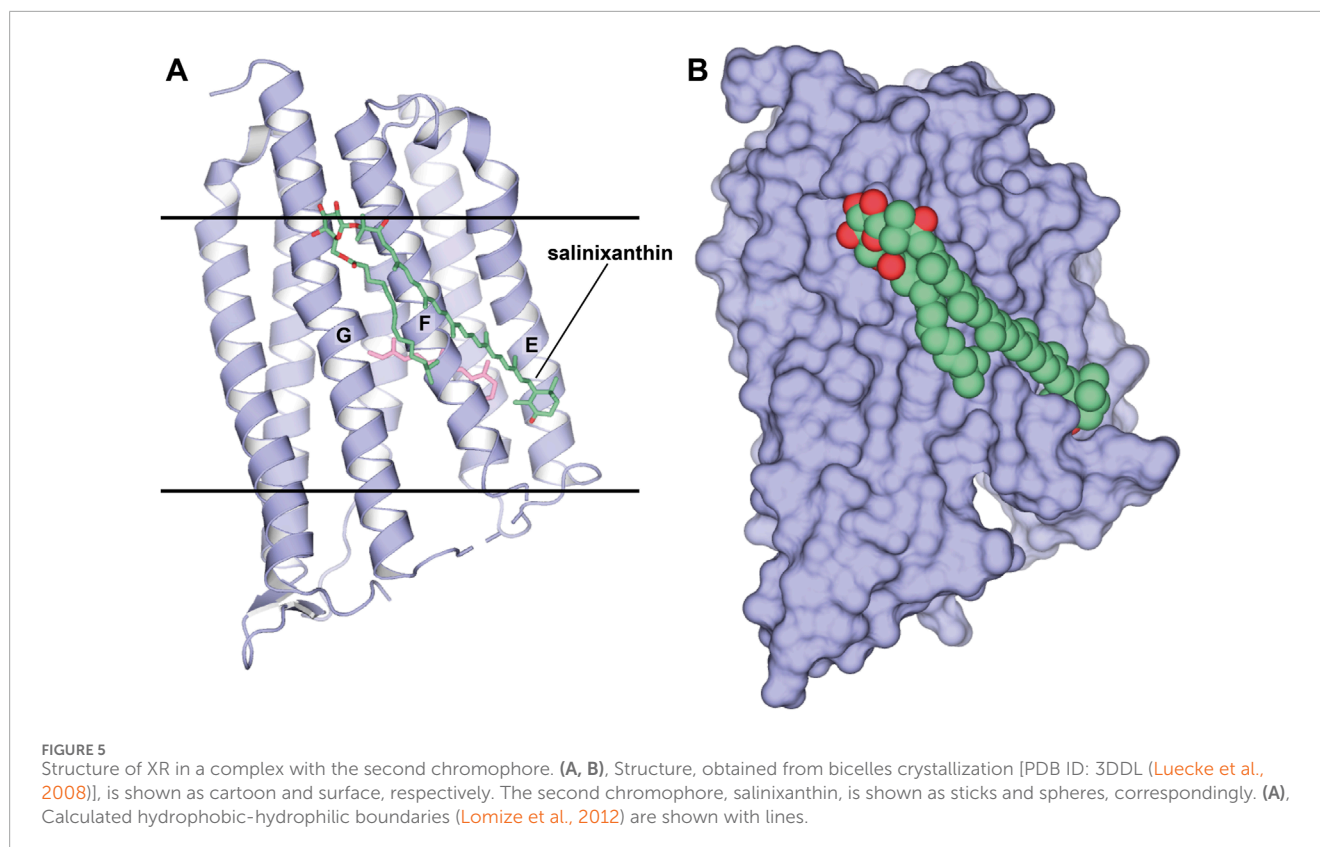 A
B
salinixanthin
G
F
E
FIGURE 5
Structure of XR in a complex with the second chromophore. (A, B), Structure, obtained from bicelles crystallization [PDB ID: 3DDL (Luecke et al.,
2008)], is shown as cartoon and surface, respectively. The second chromophore, salinixanthin, is shown as sticks and spheres, correspondingly. (A),
Calculated hydrophobic-hydrophilic boundaries (Lomize et al., 2012) are shown with lines.